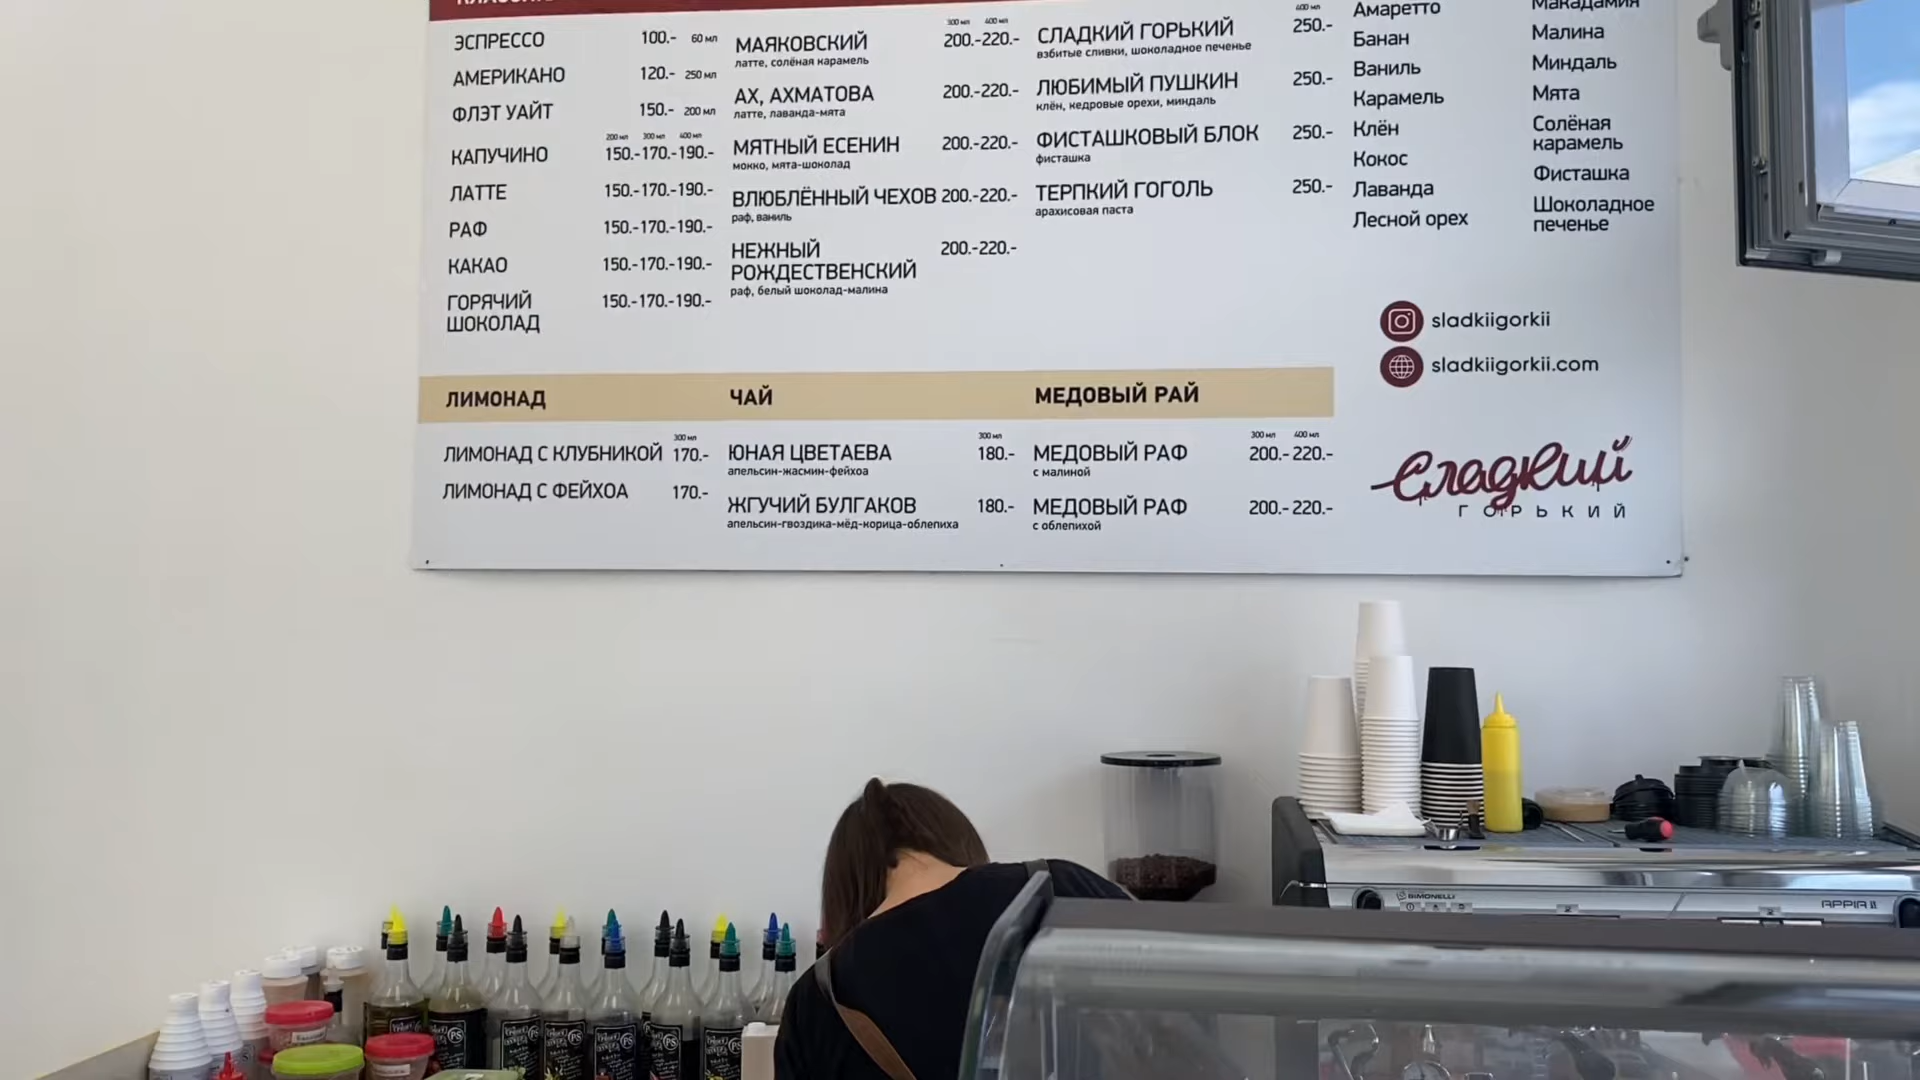 ЭСПРЕССО 100.- 60 мл
АМЕРИКАНО 120.- 250 мл
ФЛЭТ УАЙТ 150.- 200 мл
200 мл 300 мл 400 мл
КАПУЧИНО 150.-170.-190.-
ЛАТТЕ 150.-170.-190.-
РАФ 150.-170.-190.-
КАКАО 150.-170.-190.-
ГОРЯЧИЙ 150.-170.-190.-
ШОКОЛАД
300 мл 400 мл
МАЯКОВСКИЙ 200.-220.-
латте, солёная карамель
АХ, АХМАТОВА 200.-220.-
латте, лаванда-мята
МЯТНЫЙ ЕСЕНИН 200.-220.-
мокко, мята-шоколад
ВЛЮБЛЁННЫЙ ЧЕХОВ 200.-220.-
раф, ваниль
НЕЖНЫЙ 200.-220.-
РОЖДЕСТВЕНСКИЙ
раф, белый шоколад-малина
400 мл
СЛАДКИЙ ГОРЬКИЙ 250.-
взбитые сливки, шоколадное печенье
ЛЮБИМЫЙ ПУШКИН 250.-
клён, кедровые орехи, миндаль
ФИСТАШКОВЫЙ БЛОК 250.-
фисташка
ТЕРПКИЙ ГОГОЛЬ 250.-
арахисовая паста
Амаретто
Банан
Ваниль
Карамель
Клён
Кокос
Лаванда
Лесной орех
Макадамия
Малина
Миндаль
Мята
Солёная
карамель
Фисташка
Шоколадное
печенье
sladkiigorkii
sladkiigorkii.com
ЛИМОНАД
300 мл
ЛИМОНАД С КЛУБНИКОЙ 170.-
ЛИМОНАД С ФЕЙХОА 170.-
ЧАЙ
300 мл
ЮНАЯ ЦВЕТАЕВА 180.-
апельсин-жасмин-фейхоа
ЖГУЧИЙ БУЛГАКОВ 180.-
апельсин-гвоздика-мёд-корица-облепиха
МЕДОВЫЙ РАЙ
300 мл 400 мл
МЕДОВЫЙ РАФ 200.-220.-
с малиной
МЕДОВЫЙ РАФ 200.-220.-
с облепихой
Сладкий
ГОРЬКИЙ
SIMONELLI
APPIA II
PS
PS
PS
PS
PS